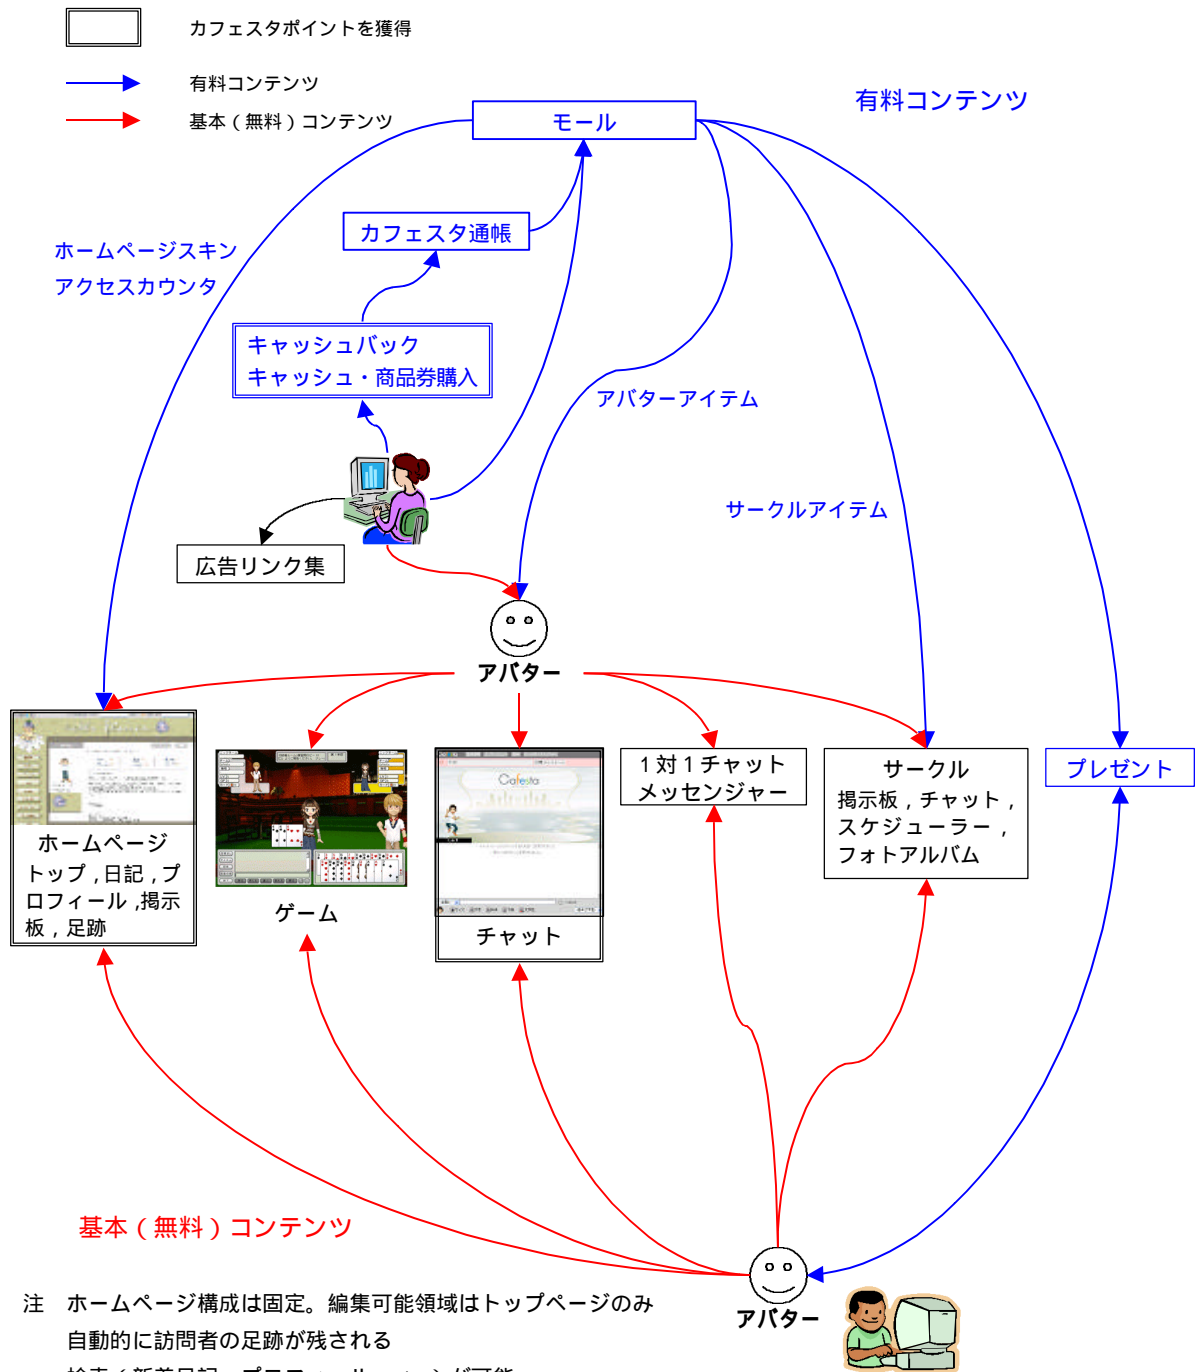 カフェスタポイントを獲得
有料コンテンツ
基本（無料）コンテンツ
有料コンテンツ
モール
カフェスタ通帳
ホームページスキン
アクセスカウンタ
キャッシュバック
キャッシュ・商品券購入
アバターアイテム
サークルアイテム
広告リンク集
アバター
ホームページ
トップ，日記，プ
ロフィール，掲示
板，足跡
ゲーム
Cafesta
チャット
１対１チャット
メッセンジャー
サークル
掲示板，チャット，
スケジューラー，
フォトアルバム
プレゼント
基本（無料）コンテンツ
アバター
注　ホームページ構成は固定。編集可能領域はトップページのみ
自動的に訪問者の足跡が残される